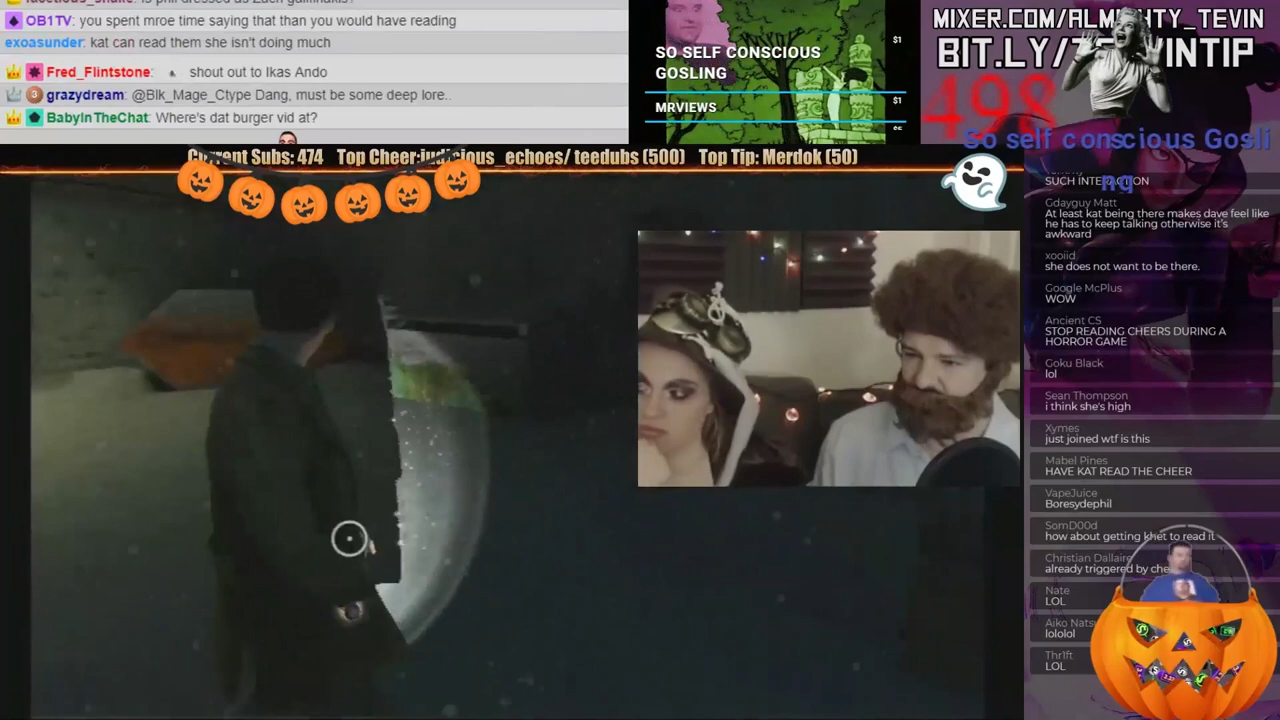 OB1TV: you spent mroe time saying that than you would have reading
exoasunder: kat can read them she isn't doing much
Fred_Flintstone: shout out to Ikas Ando
grazydream: @Blk_Mage_Ctype Dang, must be some deep lore..
BabyInTheChat: Where's dat burger vid at?
SO SELF CONSCIOUS
GOSLING
$1
MRVIEWS
$1
MIXER.COM/ALMIGHTY_TEVIN
498
So self conscious Gosli
ng
Current Subs: 474 Top Cheer:judicious_echoes/ teedubs (500) Top Tip: Merdok (50)
SUCH INTERACTION
Gdayguy Matt
At least kat being there makes dave feel like
he has to keep talking otherwise it's
awkward
xooiid
she does not want to be there.
Google McPlus
WOW
Ancient CS
STOP READING CHEERS DURING A
HORROR GAME
Goku Black
lol
Sean Thompson
i think she's high
Xymes
just joined wtf is this
Mabel Pines
HAVE KAT READ THE CHEER
VapeJuice
Boresydephil
SomD00d
how about getting khet to read it
Christian Dallaire
already triggered by che
Nate
LOL
Aiko Nats
lololol
Thr1ft
LOL